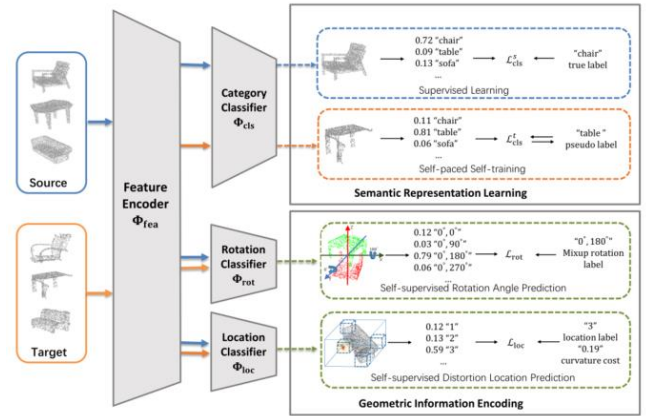 Source
Target
Feature
Encoder
Φfea
Category
Classifier
Φcls
Rotation
Classifier
Φrot
Location
Classifier
Φloc
0.72 "chair"
0.09 "table"
0.13 "sofa"
...
ℒˢcls
"chair"
true label
Supervised Learning
0.11 "chair"
0.81 "table"
0.06 "sofa"
...
ℒᵗcls
"table "
pseudo label
Self-paced Self-training
Semantic Representation Learning
0.12 "0°, 0°"
0.03 "0°, 90°"
0.79 "0°, 180°"
0.06 "0°, 270°"
...
ℒrot
"0°, 180°"
Mixup rotation
label
Self-supervised Rotation Angle Prediction
0.12 "1"
0.13 "2"
0.59 "3"
...
ℒloc
"3"
location label
"0.19"
curvature cost
Self-supervised Distortion Location Prediction
Geometric Information Encoding